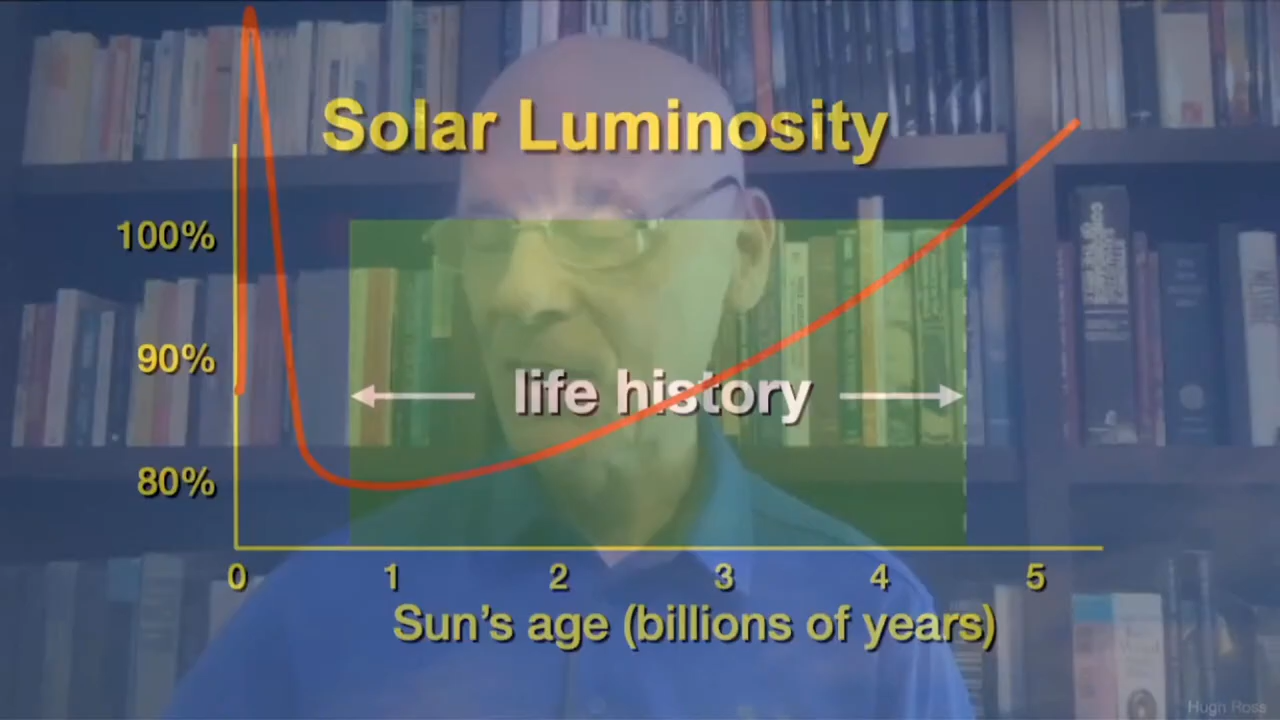 Solar Luminosity
100%
90%
80%
life history
0 1 2 3 4 5
Sun's age (billions of years)
Hugh Ross